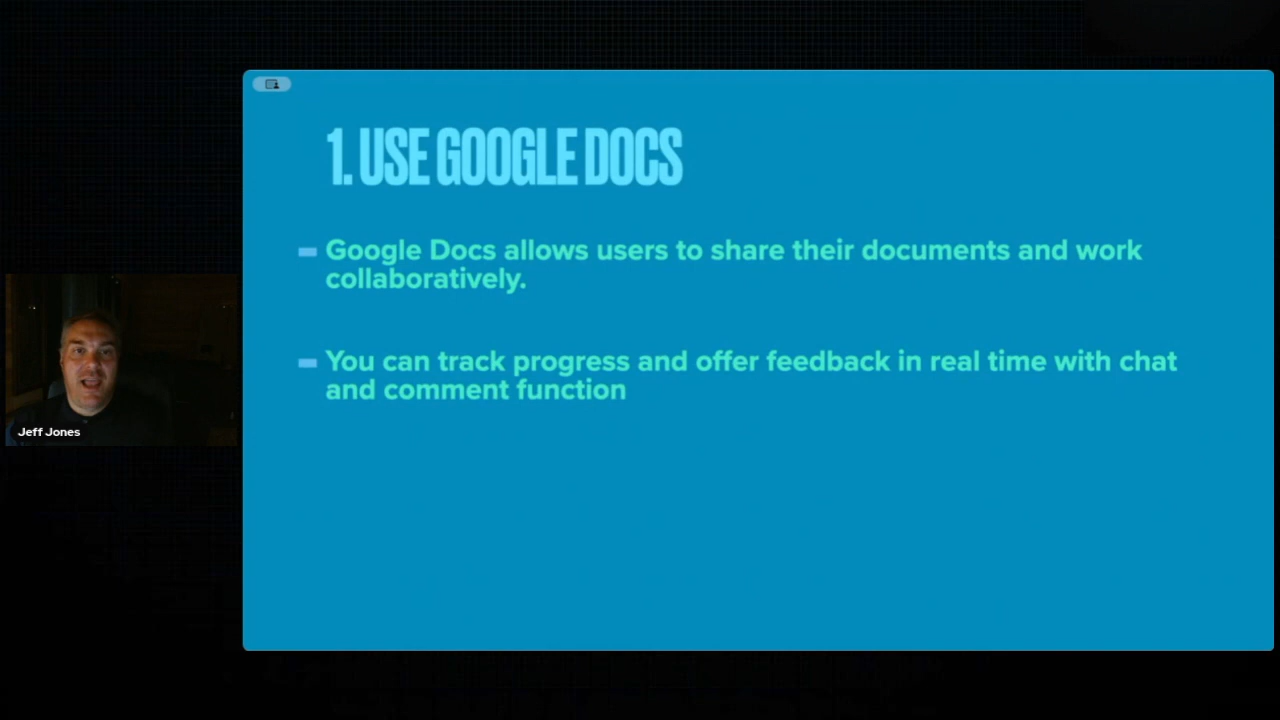 1. USE GOOGLE DOCS
Google Docs allows users to share their documents and work
collaboratively.
You can track progress and offer feedback in real time with chat
and comment function
Jeff Jones